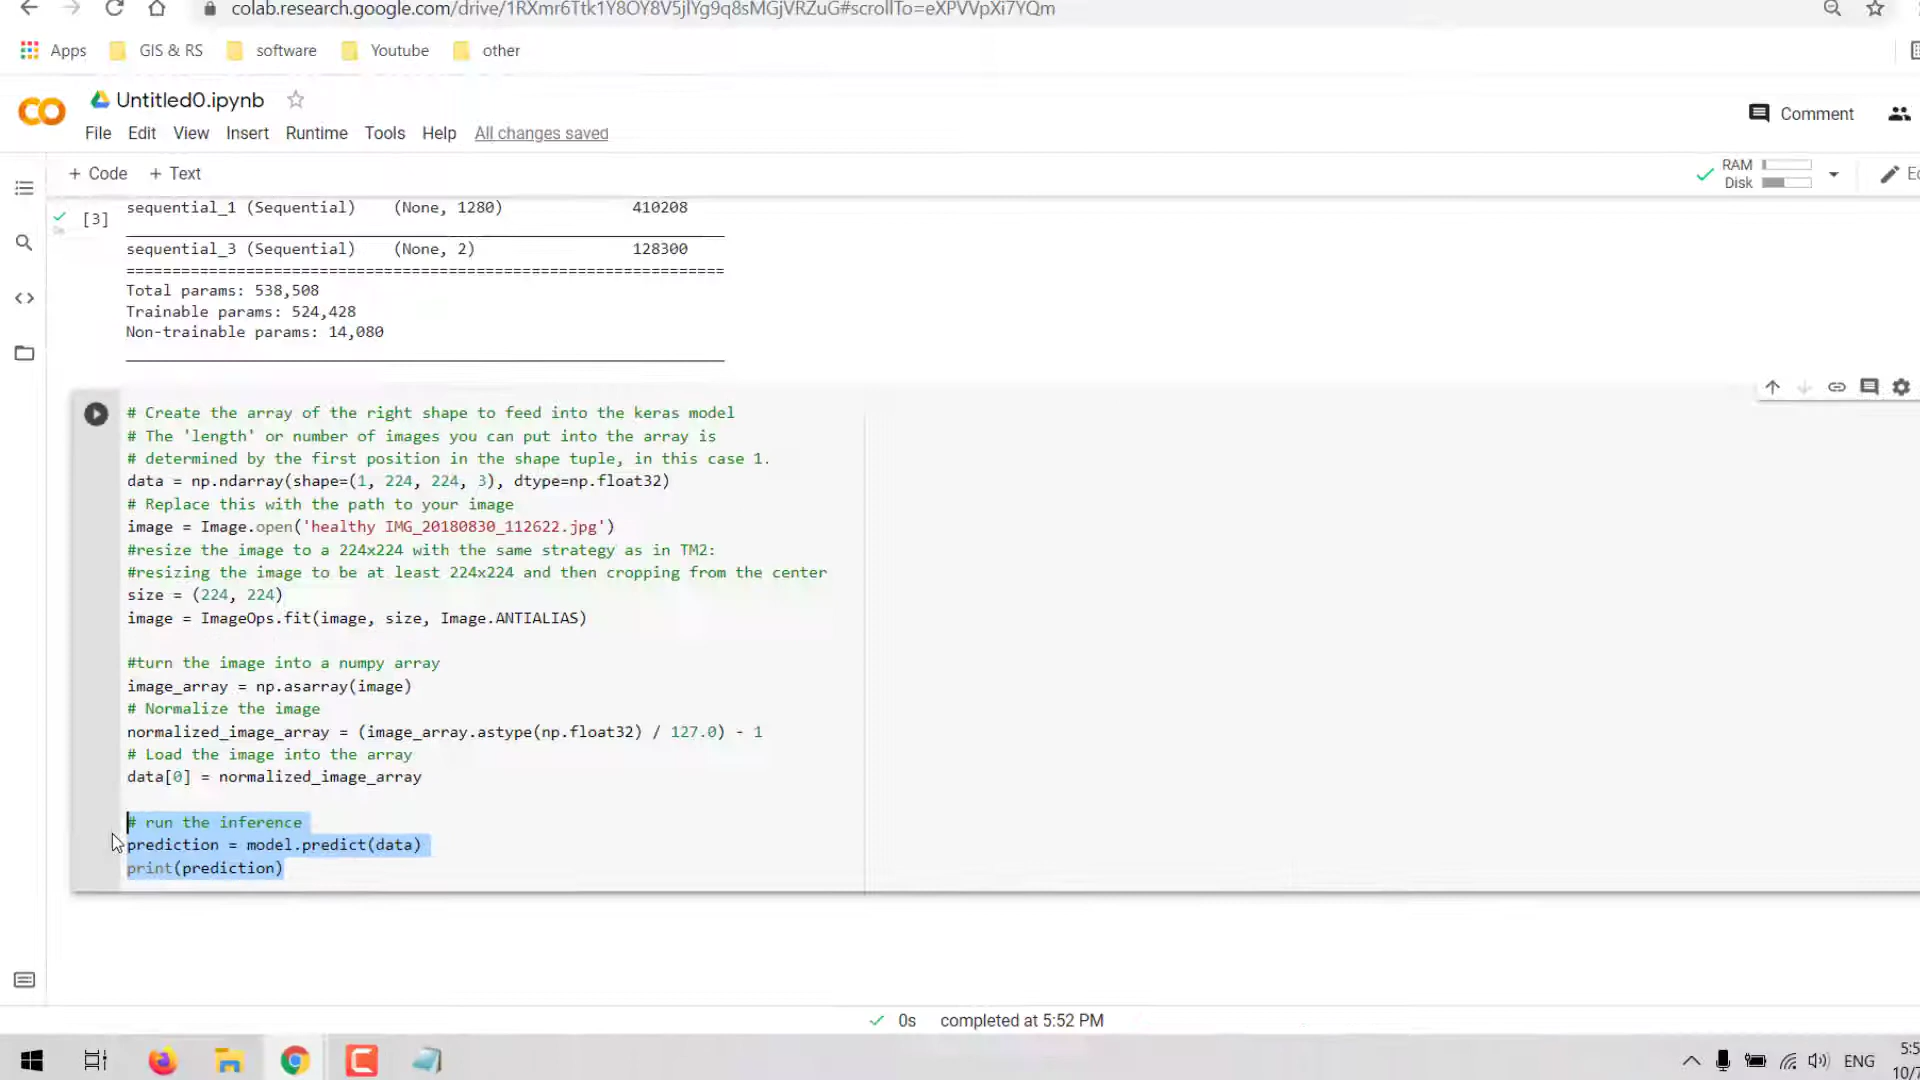 colab.research.google.com/drive/1RXmr6Ttk1Y8OY8V5jlYg9q8sMGjVRZuG#scrollTo=eXPVVpXi7YQm
Apps GIS & RS software Youtube other
Untitled0.ipynb
Comment
File Edit View Insert Runtime Tools Help All changes saved
+ Code + Text
RAM
Disk
[3]
sequential_1 (Sequential) (None, 1280) 410208
sequential_3 (Sequential) (None, 2) 128300
=================================================================
Total params: 538,508
Trainable params: 524,428
Non-trainable params: 14,080
# Create the array of the right shape to feed into the keras model
# The 'length' or number of images you can put into the array is
# determined by the first position in the shape tuple, in this case 1.
data = np.ndarray(shape=(1, 224, 224, 3), dtype=np.float32)
# Replace this with the path to your image
image = Image.open('healthy IMG_20180830_112622.jpg')
#resize the image to a 224x224 with the same strategy as in TM2:
#resizing the image to be at least 224x224 and then cropping from the center
size = (224, 224)
image = ImageOps.fit(image, size, Image.ANTIALIAS)
#turn the image into a numpy array
image_array = np.asarray(image)
# Normalize the image
normalized_image_array = (image_array.astype(np.float32) / 127.0) - 1
# Load the image into the array
data[0] = normalized_image_array
# run the inference
prediction = model.predict(data)
print(prediction)
0s completed at 5:52 PM
ENG